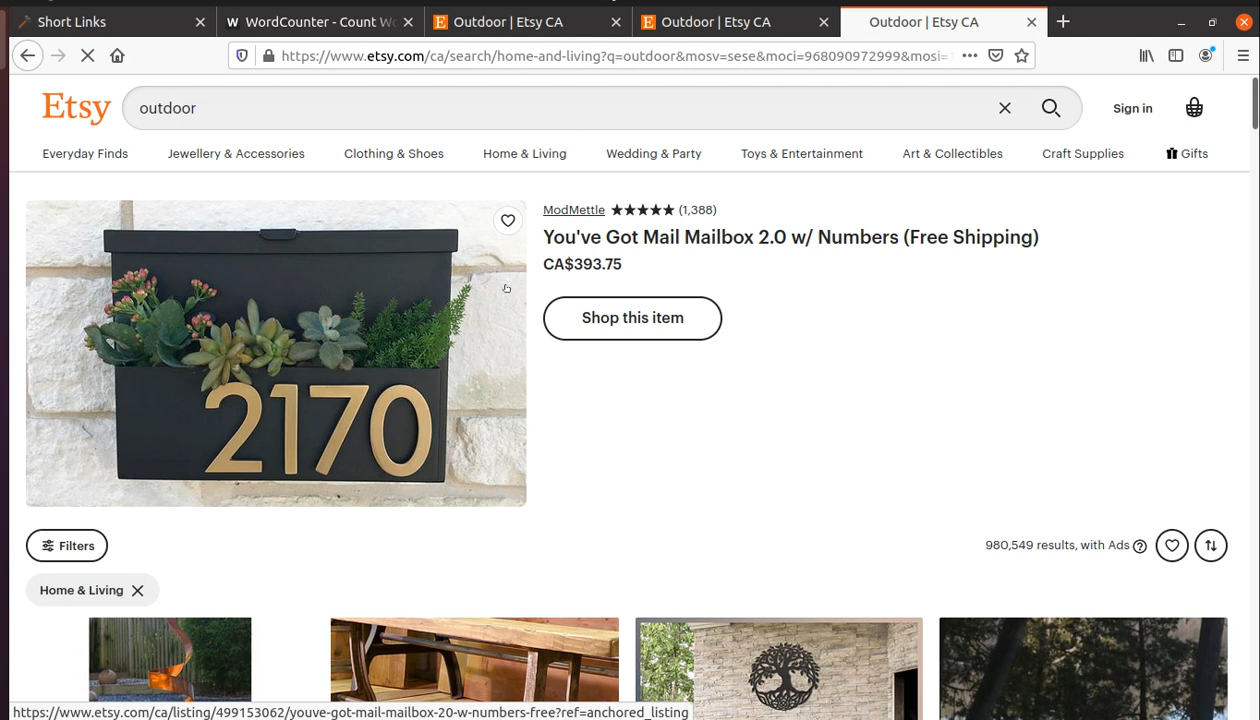 Short Links
W WordCounter - Count Wo
E Outdoor | Etsy CA
E Outdoor | Etsy CA
Outdoor | Etsy CA
https://www.etsy.com/ca/search/home-and-living?q=outdoor&mosv=sese&moci=968090972999&mosi=
Etsy
outdoor
Sign in
Everyday Finds
Jewellery & Accessories
Clothing & Shoes
Home & Living
Wedding & Party
Toys & Entertainment
Art & Collectibles
Craft Supplies
Gifts
2170
ModMettle ★★★★★ (1,388)
You've Got Mail Mailbox 2.0 w/ Numbers (Free Shipping)
CA$393.75
Shop this item
Filters
980,549 results, with Ads ?
Home & Living
https://www.etsy.com/ca/listing/499153062/youve-got-mail-mailbox-20-w-numbers-free?ref=anchored_listing